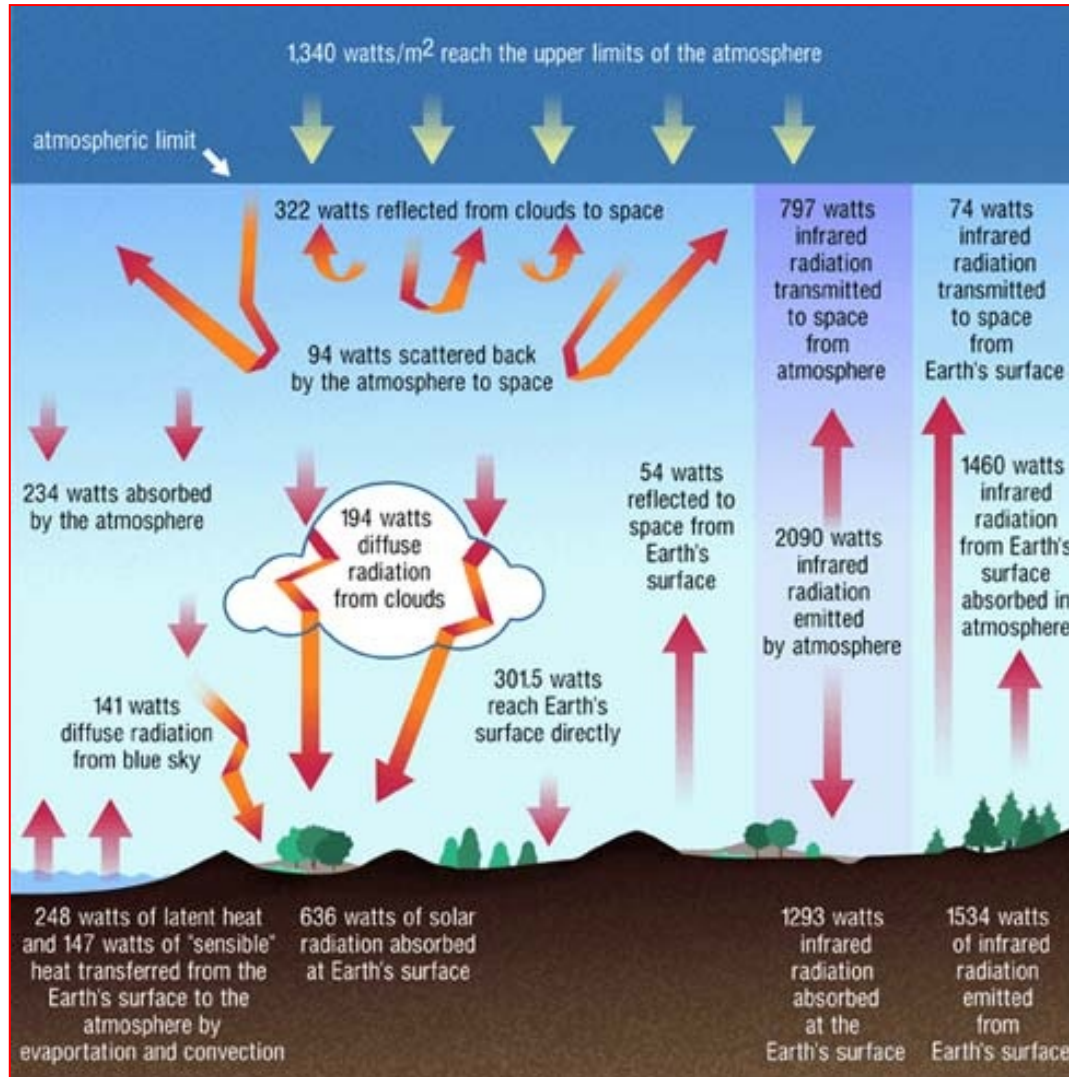 1,340 watts/m² reach the upper limits of the atmosphere
atmospheric limit
322 watts reflected from clouds to space
797 watts
infrared
radiation
transmitted
to space
from
atmosphere
74 watts
infrared
radiation
transmitted
to space
from
Earth's surface
94 watts scattered back
by the atmosphere to space
234 watts absorbed
by the atmosphere
194 watts
diffuse
radiation
from clouds
54 watts
reflected to
space from
Earth's
surface
2090 watts
infrared
radiation
emitted
by atmosphere
1460 watts
infrared
radiation
from Earth's
surface
absorbed in
atmosphere
141 watts
diffuse radiation
from blue sky
301.5 watts
reach Earth's
surface directly
248 watts of latent heat
and 147 watts of "sensible"
heat transferred from the
Earth's surface to the
atmosphere by
evaportation and convection
636 watts of solar
radiation absorbed
at Earth's surface
1293 watts
infrared
radiation
absorbed
at the
Earth's surface
1534 watts
of infrared
radiation
emitted
from
Earth's surface